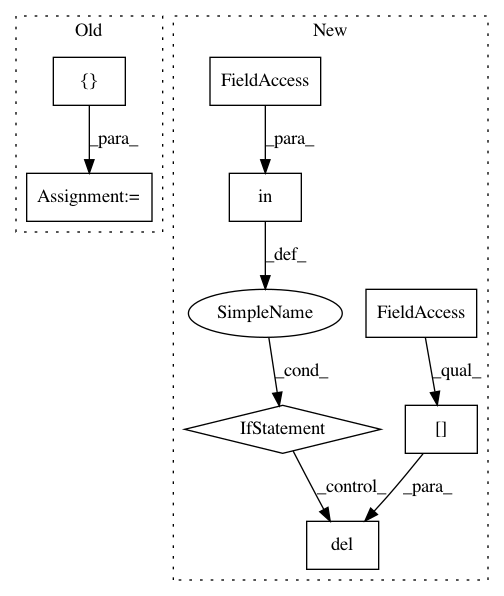 Old
New
{}
FieldAccess
_para_
_para_
Assignment:=
in
_def_
SimpleName
FieldAccess
_cond_
_qual_
IfStatement
[]
_control_
_para_
del